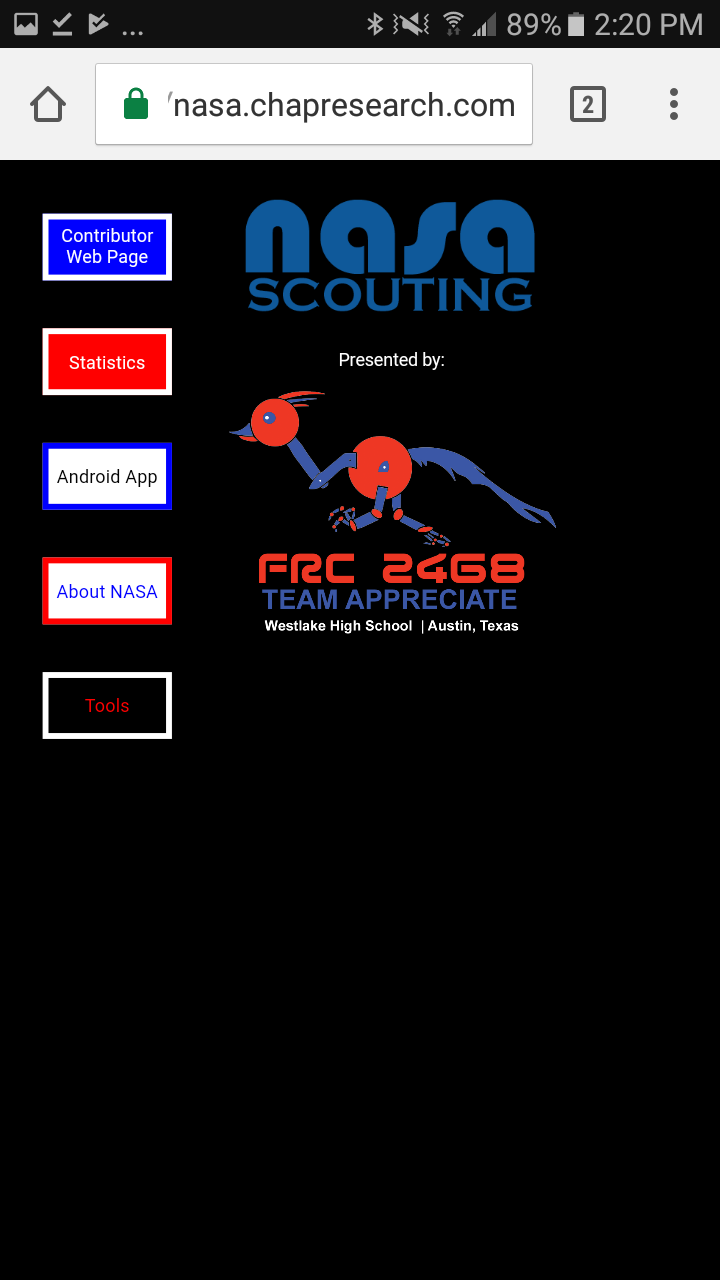 ... 89% 2:20 PM
nasa.chapresearch.com 2
Contributor
Web Page
Statistics
Android App
About NASA
Tools
nasa
SCOUTING
Presented by:
FRC 2468
TEAM APPRECIATE
Westlake High School | Austin, Texas